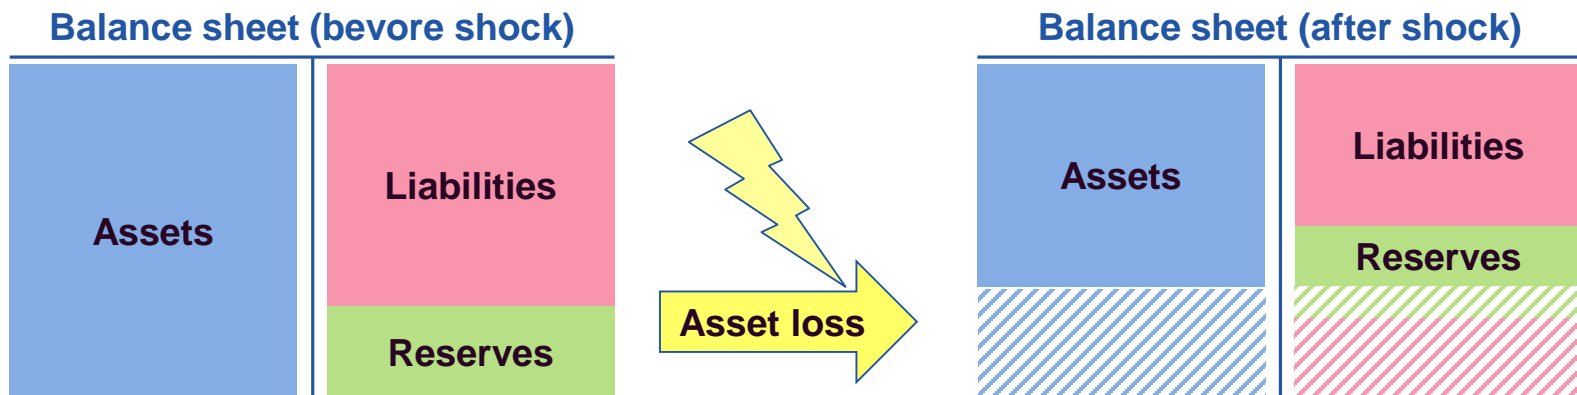 Balance sheet (bevore shock)
Assets
Liabilities
Reserves
Asset loss
Balance sheet (after shock)
Assets
Liabilities
Reserves